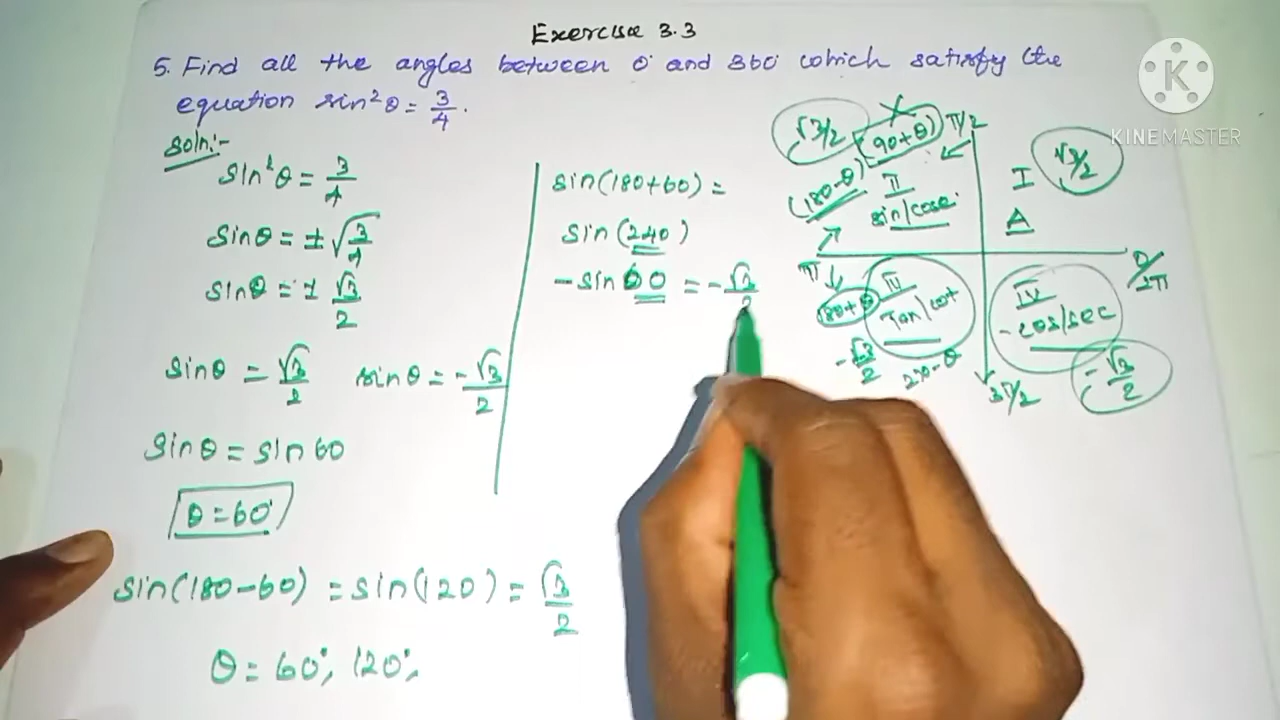 Exercise 3.3
5. Find all the angles between 0° and 360° which satisfy the
equation sin²θ = 3/4.
Soln:-
sin²θ = 3/4
sinθ = ± √3/4
sinθ = ± √3/2
sinθ = √3/2 sinθ = -√3/2
sinθ = sin 60
θ = 60°
sin(180-60) = sin(120) = √3/2
θ = 60°, 120°,
sin(180+60) =
sin(240)
-sin 60 = -√3/2
√3/2 (90+θ) π/2
(180-θ) II
sin/cosec
I √3/2
A
π 0/2π
180+θ
Tan/cot
-√3/2 270-θ
IV
-cos/sec
-√3/2
3π/2
K
KINEMASTER